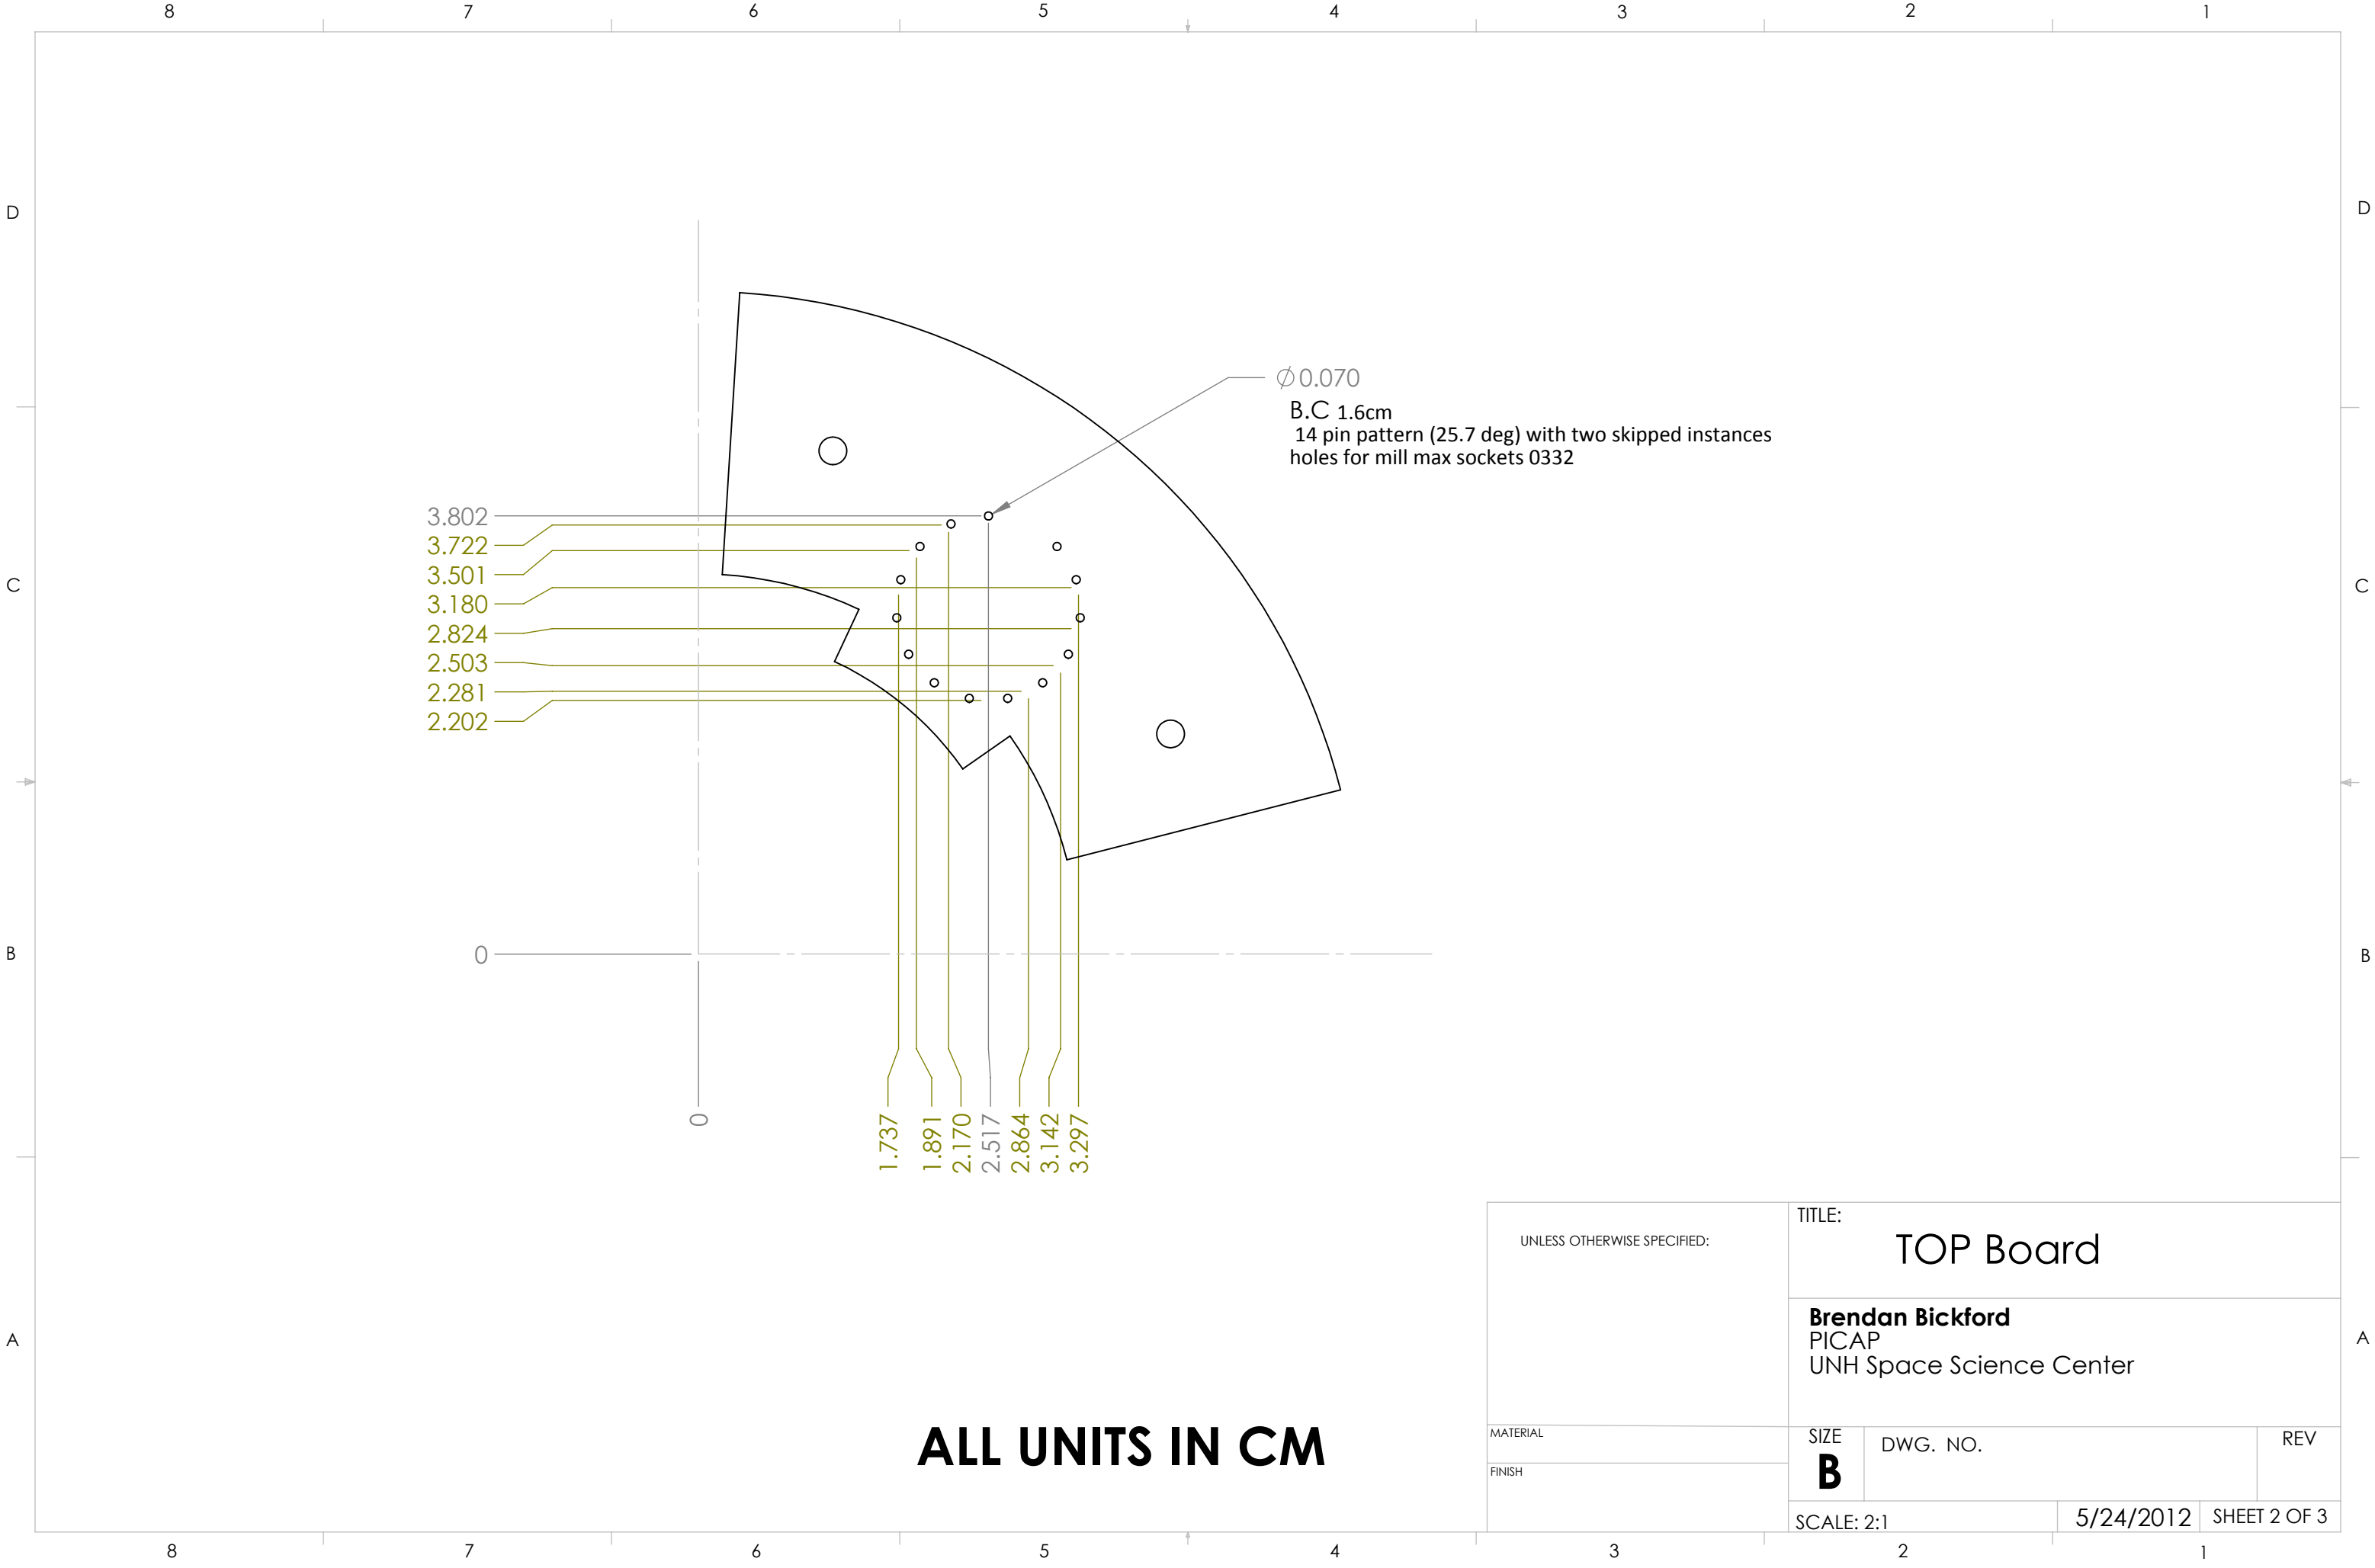 8 7 6 5 4 3 2 1
D D
⌀0.070
B.C 1.6cm
14 pin pattern (25.7 deg) with two skipped instances
holes for mill max sockets 0332
3.802
3.722
3.501
3.180
2.824
2.503
2.281
2.202
C C
B 0 B
0
1.737
1.891
2.170
2.517
2.864
3.142
3.297
UNLESS OTHERWISE SPECIFIED:
TITLE:
TOP Board
Brendan Bickford
PICAP
UNH Space Science Center
A A
ALL UNITS IN CM
MATERIAL
FINISH
SIZE
B
DWG. NO.
REV
SCALE: 2:1
5/24/2012
SHEET 2 OF 3
8 7 6 5 4 3 2 1